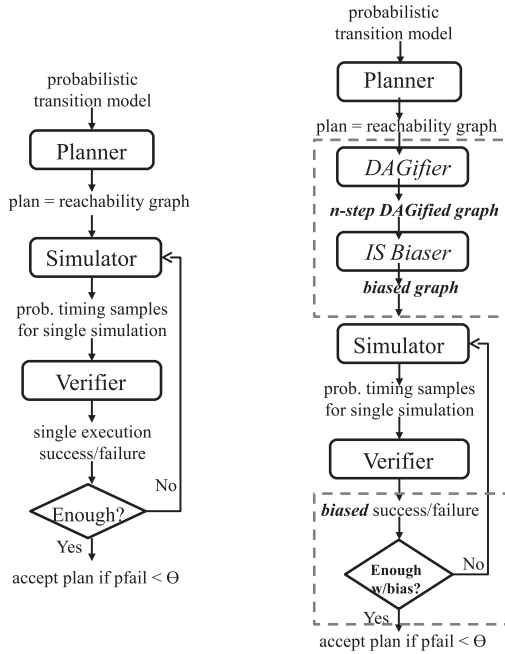 probabilistic
transition model
Planner
plan = reachability graph
Simulator
prob. timing samples
for single simulation
Verifier
single execution
success/failure
No
Enough?
Yes
accept plan if pfail < Θ
probabilistic
transition model
Planner
plan = reachability graph
DAGifier
n-step DAGified graph
IS Biaser
biased graph
Simulator
prob. timing samples
for single simulation
Verifier
biased success/failure
Enough
w/bias?
No
Yes
accept plan if pfail < Θ